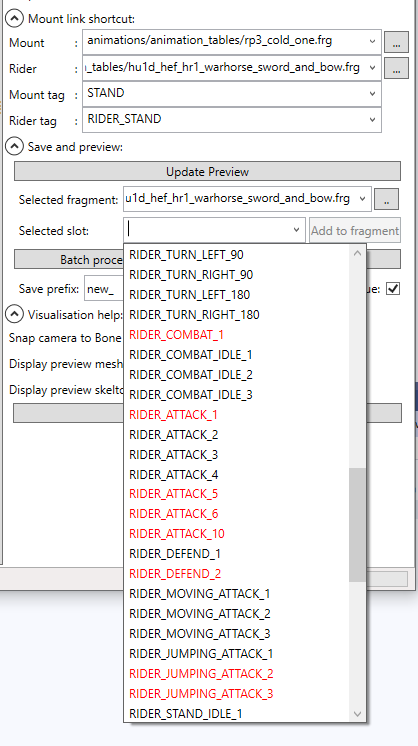 Mount link shortcut:
Mount : animations/animation_tables/rp3_cold_one.frg ...
Rider : _tables/hu1d_hef_hr1_warhorse_sword_and_bow.frg ...
Mount tag : STAND
Rider tag : RIDER_STAND
Save and preview:
Update Preview
Selected fragment: u1d_hef_hr1_warhorse_sword_and_bow.frg ..
Selected slot: Add to fragment
Batch proce
Save prefix: new_ ue:
Visualisation help:
Snap camera to Bone
Display preview mesh
Display preview skelto
RIDER_TURN_LEFT_90
RIDER_TURN_RIGHT_90
RIDER_TURN_LEFT_180
RIDER_TURN_RIGHT_180
RIDER_COMBAT_1
RIDER_COMBAT_IDLE_1
RIDER_COMBAT_IDLE_2
RIDER_COMBAT_IDLE_3
RIDER_ATTACK_1
RIDER_ATTACK_2
RIDER_ATTACK_3
RIDER_ATTACK_4
RIDER_ATTACK_5
RIDER_ATTACK_6
RIDER_ATTACK_10
RIDER_DEFEND_1
RIDER_DEFEND_2
RIDER_MOVING_ATTACK_1
RIDER_MOVING_ATTACK_2
RIDER_MOVING_ATTACK_3
RIDER_JUMPING_ATTACK_1
RIDER_JUMPING_ATTACK_2
RIDER_JUMPING_ATTACK_3
RIDER_STAND_IDLE_1